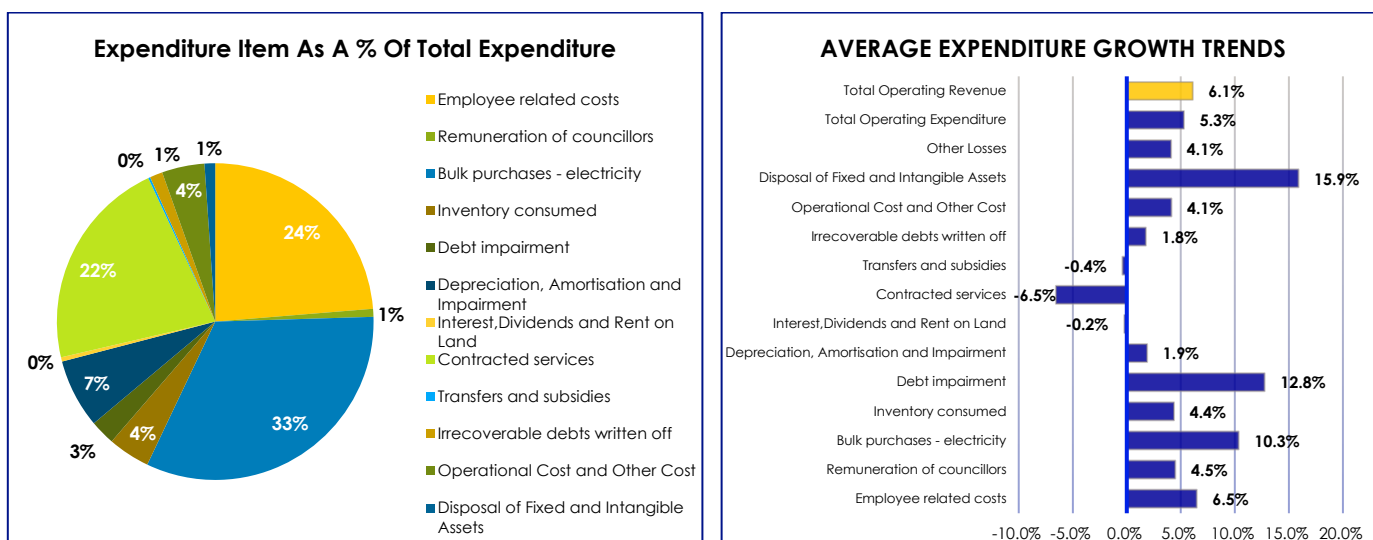 Expenditure Item As A % Of Total Expenditure
Employee related costs
Remuneration of councillors
Bulk purchases - electricity
Inventory consumed
Debt impairment
Depreciation, Amortisation and
Impairment
Interest,Dividends and Rent on
Land
Contracted services
Transfers and subsidies
Irrecoverable debts written off
Operational Cost and Other Cost
Disposal of Fixed and Intangible
Assets
0%
1%
1%
4%
24%
22%
1%
0%
7%
3%
4%
33%
AVERAGE EXPENDITURE GROWTH TRENDS
Total Operating Revenue
6.1%
Total Operating Expenditure
5.3%
Other Losses
4.1%
Disposal of Fixed and Intangible Assets
15.9%
Operational Cost and Other Cost
4.1%
Irrecoverable debts written off
1.8%
Transfers and subsidies
-0.4%
Contracted services
-6.5%
Interest,Dividends and Rent on Land
-0.2%
Depreciation, Amortisation and Impairment
1.9%
Debt impairment
12.8%
Inventory consumed
4.4%
Bulk purchases - electricity
10.3%
Remuneration of councillors
4.5%
Employee related costs
6.5%
-10.0% -5.0% 0.0% 5.0% 10.0% 15.0% 20.0%